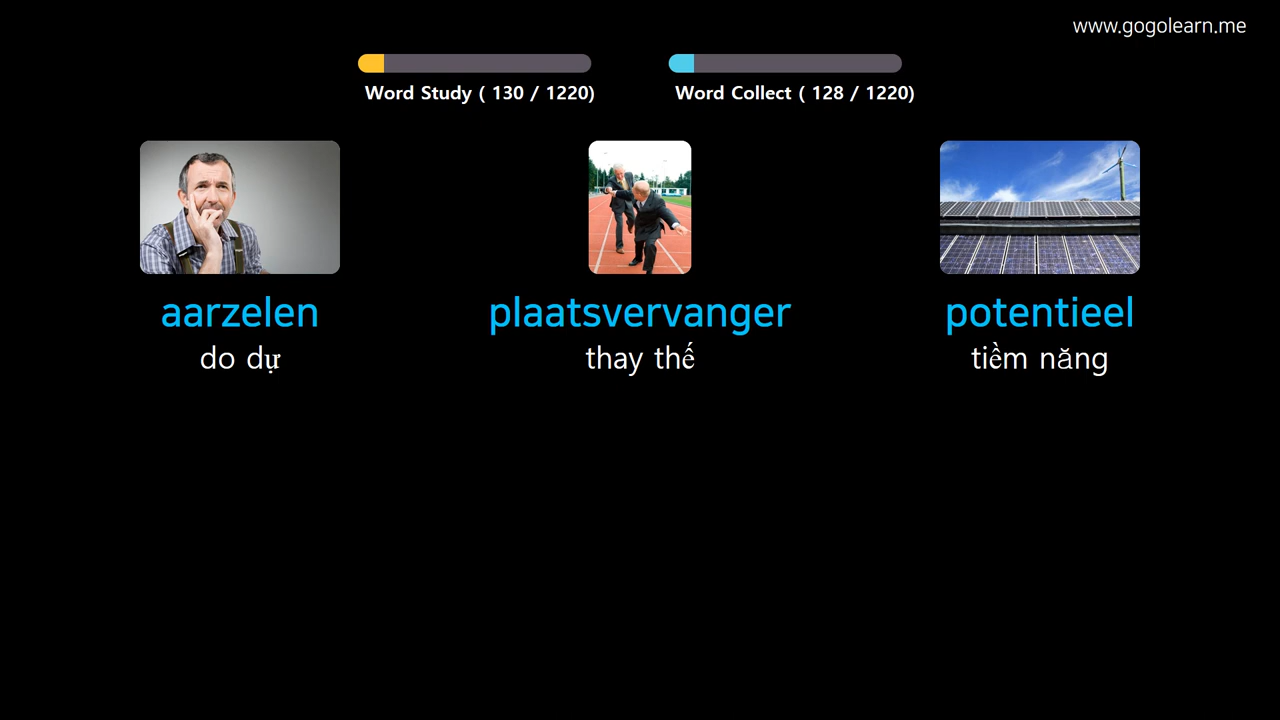 www.gogolearn.me
Word Study ( 130 / 1220)
Word Collect ( 128 / 1220)
aarzelen
do dự
plaatsvervanger
thay thế
potentieel
tiềm năng